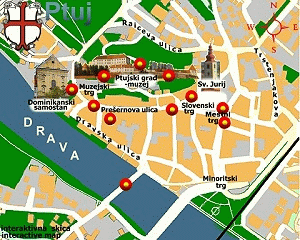 Ptuj
Raičeva ulica
Trstenjakova
Ptujski grad
-muzej
Sv. Jurij
Muzejski
trg
Dominikanski
samostan
Prešernova ulica
Slovenski
trg
Mestni
trg
Dravska ulica
DRAVA
Minoritski
trg
interaktivna skica
-interactive map